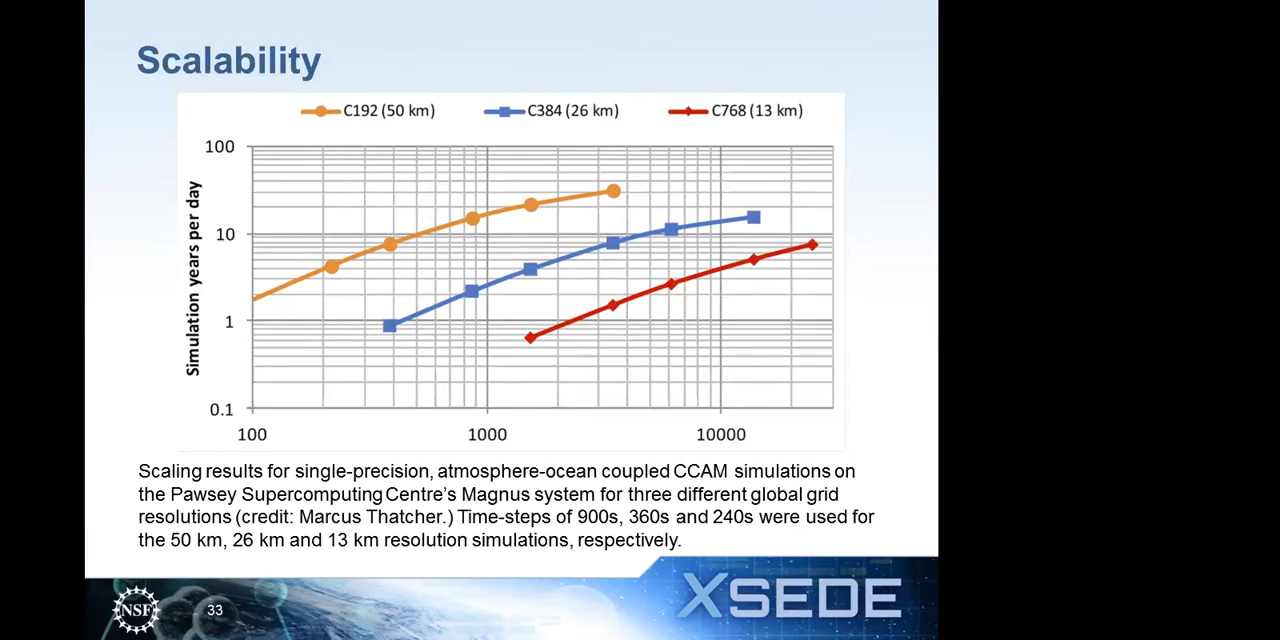 Scalability
C192 (50 km) C384 (26 km) C768 (13 km)
Simulation years per day
100
10
1
0.1
100 1000 10000
Scaling results for single-precision, atmosphere-ocean coupled CCAM simulations on
the Pawsey Supercomputing Centre's Magnus system for three different global grid
resolutions (credit: Marcus Thatcher.) Time-steps of 900s, 360s and 240s were used for
the 50 km, 26 km and 13 km resolution simulations, respectively.
NSF 33 XSEDE